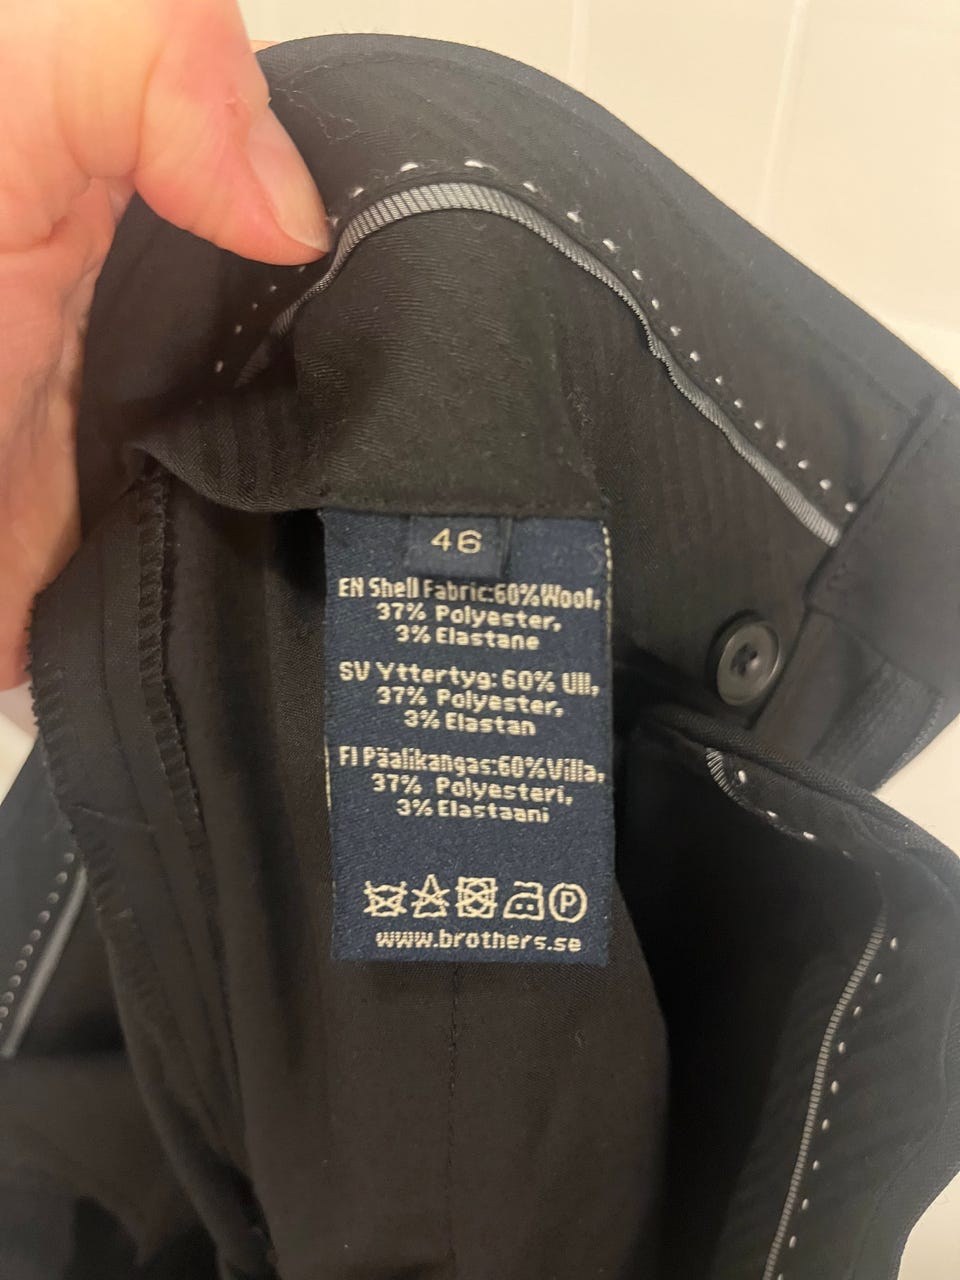 46
EN Shell Fabric:60%Wool,
37% Polyester,
3% Elastane
SV Yttertyg: 60% Ull,
37% Polyester,
3% Elastan
FI Päälikangas:60%Villa,
37% Polyesteri,
3% Elastaani
P
www.brothers.se